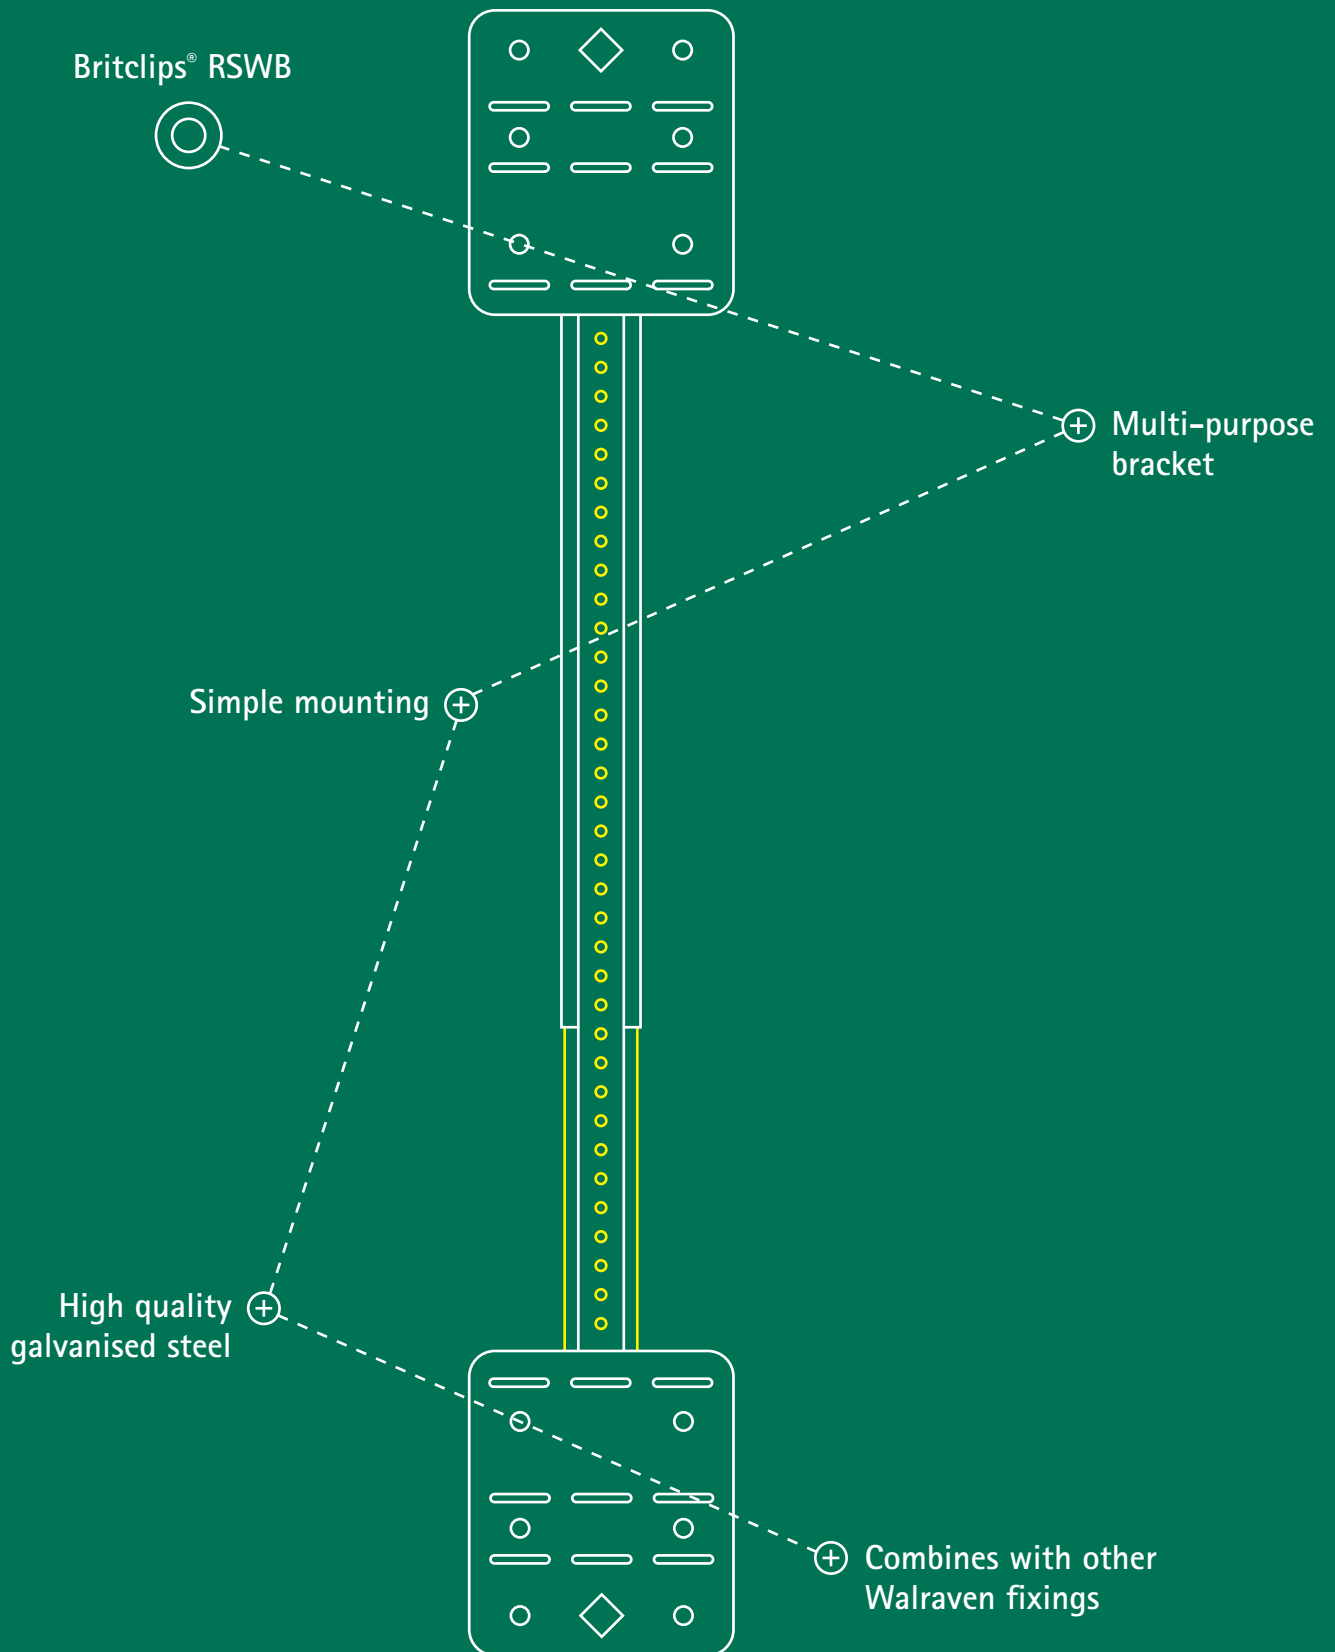 Britclips® RSWB
Multi-purpose
bracket
Simple mounting
High quality
galvanised steel
Combines with other
Walraven fixings